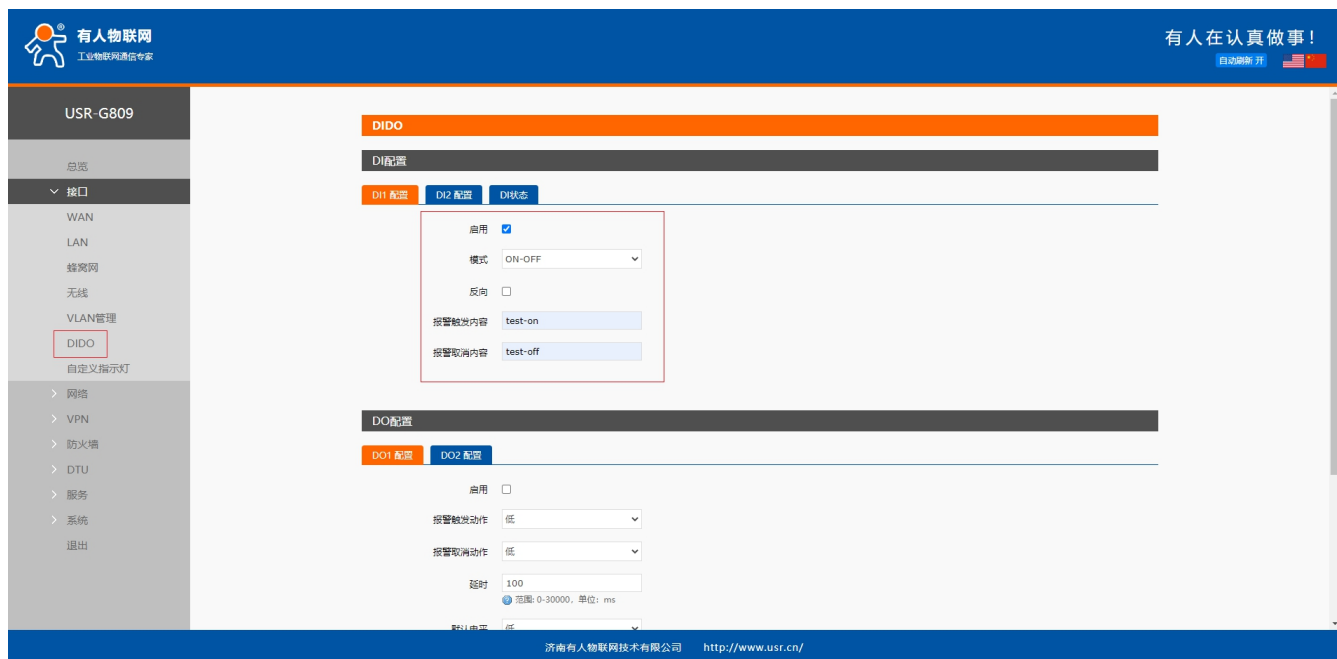 有人物联网
工业物联网通信专家
有人在认真做事!
自动刷新 开
USR-G809
总览
接口
WAN
LAN
蜂窝网
无线
VLAN管理
DIDO
自定义指示灯
网络
VPN
防火墙
DTU
服务
系统
退出
DIDO
DI配置
DI1 配置 DI2 配置 DI状态
启用
模式 ON-OFF
反向
报警触发内容 test-on
报警取消内容 test-off
DO配置
DO1 配置 DO2 配置
启用
报警触发动作 低
报警取消动作 低
延时 100
范围: 0-30000，单位：ms
默认电平 低
济南有人物联网技术有限公司 http://www.usr.cn/